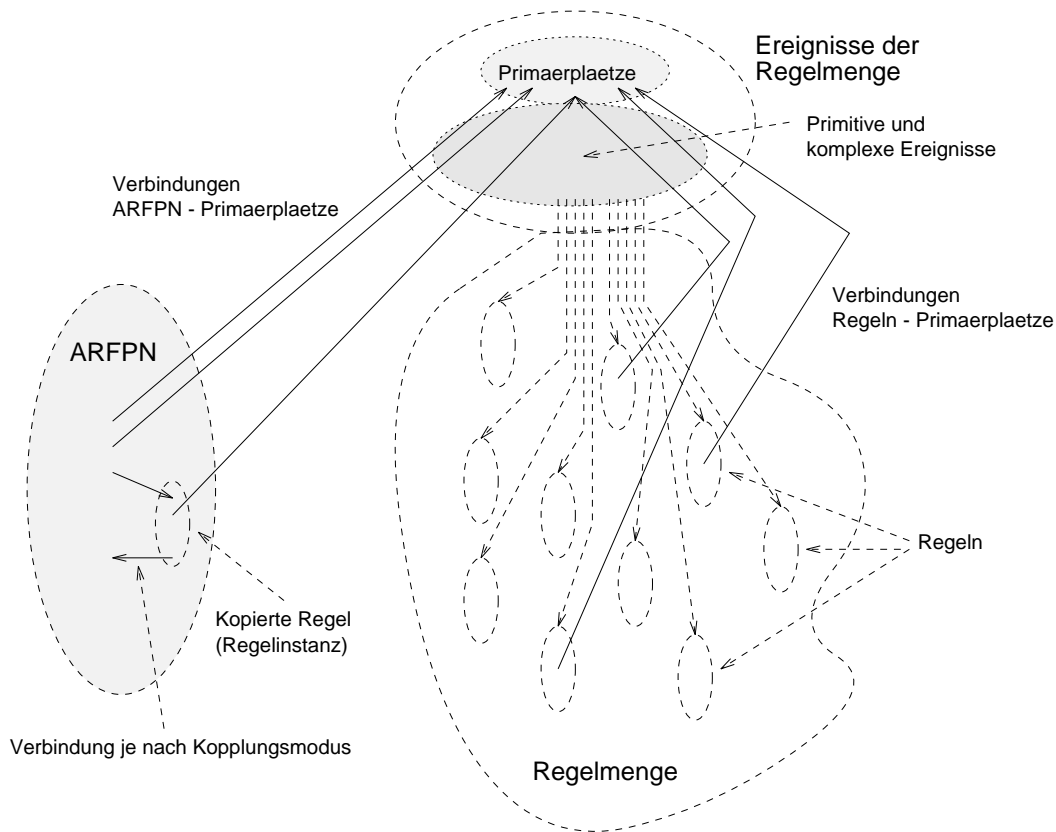 Ereignisse der
Regelmenge
Primaerplaetze
Primitive und
komplexe Ereignisse
Verbindungen
ARFPN - Primaerplaetze
Verbindungen
Regeln - Primaerplaetze
ARFPN
Regeln
Kopierte Regel
(Regelinstanz)
Verbindung je nach Kopplungsmodus
Regelmenge